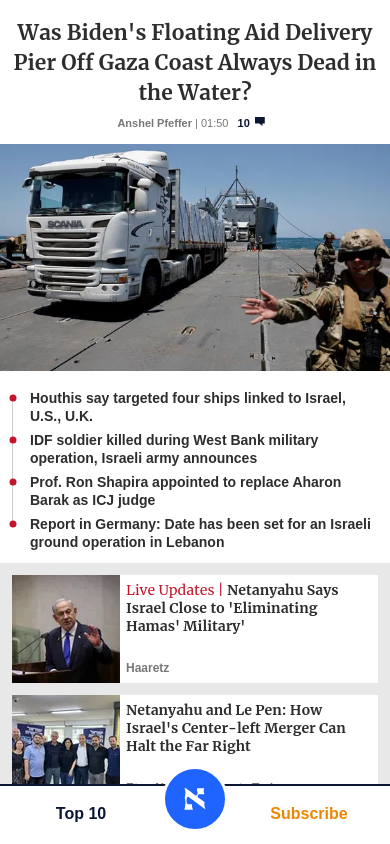 Was Biden's Floating Aid Delivery
Pier Off Gaza Coast Always Dead in
the Water?
Anshel Pfeffer | 01:50 10
SCANIA
Houthis say targeted four ships linked to Israel,
U.S., U.K.
IDF soldier killed during West Bank military
operation, Israeli army announces
Prof. Ron Shapira appointed to replace Aharon
Barak as ICJ judge
Report in Germany: Date has been set for an Israeli
ground operation in Lebanon
Live Updates | Netanyahu Says
Israel Close to 'Eliminating
Hamas' Military'
Haaretz
Netanyahu and Le Pen: How
Israel's Center-left Merger Can
Halt the Far Right
Top 10
Subscribe